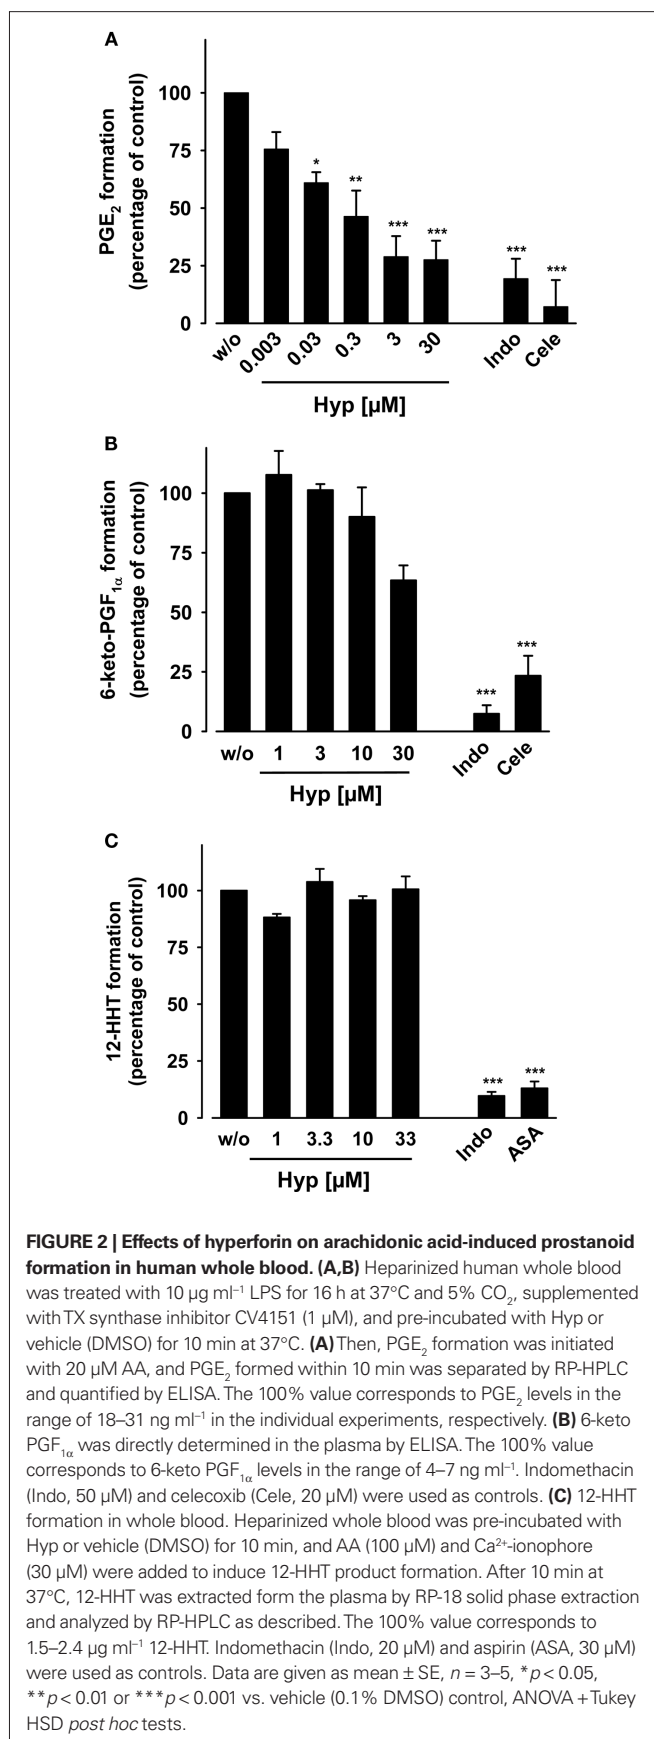 A
PGE₂ formation
(percentage of control)
100
75
50
25
0
*
**
***
***
***
***
w/o
0.003
0.03
0.3
3
30
Indo
Cele
Hyp [µM]
B
6-keto-PGF₁α formation
(percentage of control)
100
75
50
25
0
***
***
w/o
1
3
10
30
Indo
Cele
Hyp [µM]
C
12-HHT formation
(percentage of control)
100
75
50
25
0
***
***
w/o
1
3.3
10
33
Indo
ASA
Hyp [µM]
FIGURE 2 | Effects of hyperforin on arachidonic acid-induced prostanoid
formation in human whole blood. (A,B) Heparinized human whole blood
was treated with 10 µg ml⁻¹ LPS for 16 h at 37°C and 5% CO₂, supplemented
with TX synthase inhibitor CV4151 (1 µM), and pre-incubated with Hyp or
vehicle (DMSO) for 10 min at 37°C. (A) Then, PGE₂ formation was initiated
with 20 µM AA, and PGE₂ formed within 10 min was separated by RP-HPLC
and quantified by ELISA. The 100% value corresponds to PGE₂ levels in the
range of 18–31 ng ml⁻¹ in the individual experiments, respectively. (B) 6-keto
PGF₁α was directly determined in the plasma by ELISA. The 100% value
corresponds to 6-keto PGF₁α levels in the range of 4–7 ng ml⁻¹. Indomethacin
(Indo, 50 µM) and celecoxib (Cele, 20 µM) were used as controls. (C) 12-HHT
formation in whole blood. Heparinized whole blood was pre-incubated with
Hyp or vehicle (DMSO) for 10 min, and AA (100 µM) and Ca²⁺-ionophore
(30 µM) were added to induce 12-HHT product formation. After 10 min at
37°C, 12-HHT was extracted form the plasma by RP-18 solid phase extraction
and analyzed by RP-HPLC as described. The 100% value corresponds to
1.5–2.4 µg ml⁻¹ 12-HHT. Indomethacin (Indo, 20 µM) and aspirin (ASA, 30 µM)
were used as controls. Data are given as mean ± SE, n = 3–5, *p < 0.05,
**p < 0.01 or ***p < 0.001 vs. vehicle (0.1% DMSO) control, ANOVA + Tukey
HSD post hoc tests.